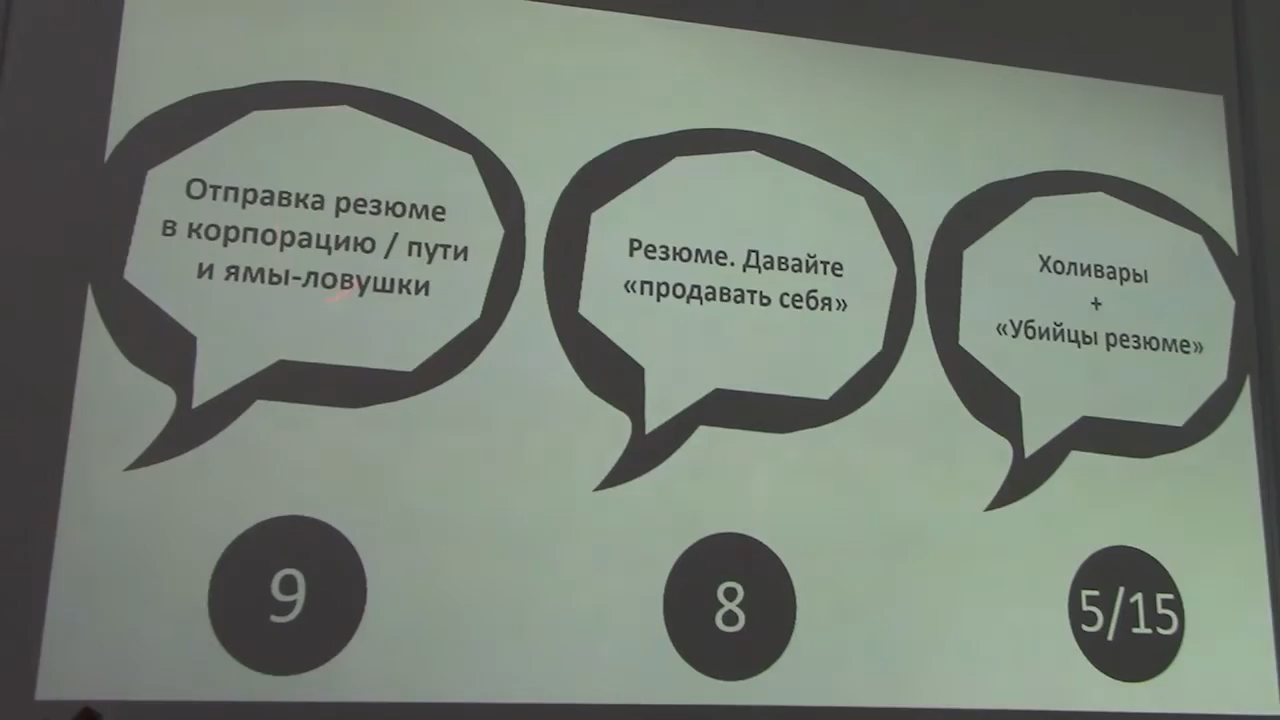 Отправка резюме
в корпорацию / пути
и ямы-ловушки
Резюме. Давайте
«продавать себя»
Холивары
+
«Убийцы резюме»
9
8
5/15